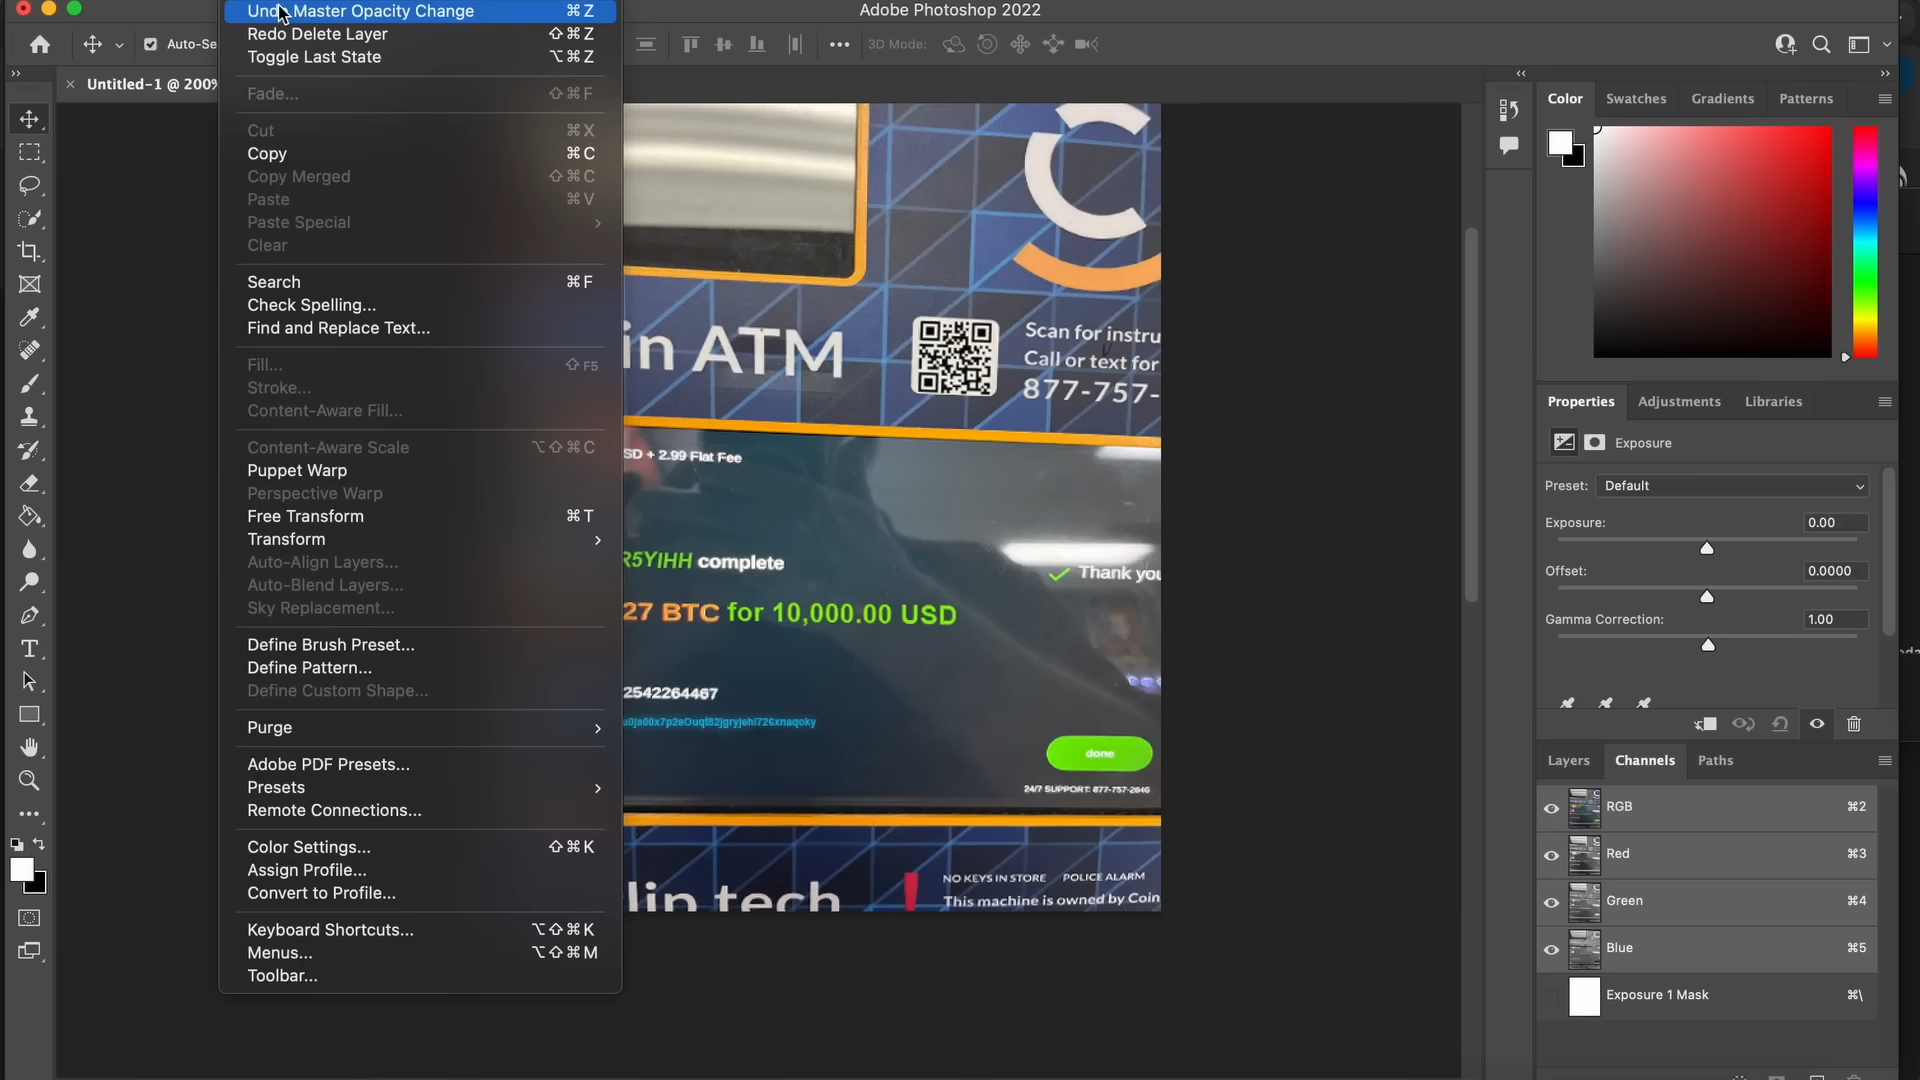 Adobe Photoshop 2022
Undo Master Opacity Change ⌘Z
Redo Delete Layer ⇧⌘Z
Toggle Last State ⌥⌘Z
Fade... ⇧⌘F
Cut ⌘X
Copy ⌘C
Copy Merged ⇧⌘C
Paste ⌘V
Paste Special
Clear
Search ⌘F
Check Spelling...
Find and Replace Text...
Fill... ⇧F5
Stroke...
Content-Aware Fill...
Content-Aware Scale ⌥⇧⌘C
Puppet Warp
Perspective Warp
Free Transform ⌘T
Transform
Auto-Align Layers...
Auto-Blend Layers...
Sky Replacement...
Define Brush Preset...
Define Pattern...
Define Custom Shape...
Purge
Adobe PDF Presets...
Presets
Remote Connections...
Color Settings... ⇧⌘K
Assign Profile...
Convert to Profile...
Keyboard Shortcuts... ⌥⇧⌘K
Menus... ⌥⇧⌘M
Toolbar...
Auto-Se
3D Mode:
Untitled-1 @ 200%
in ATM
Scan for instru
Call or text for
877-757-
SD + 2.99 Flat Fee
R5YIHH complete
Thank you
27 BTC for 10,000.00 USD
2542264467
done
24/7 SUPPORT: 877-757-2646
lip tech
NO KEYS IN STORE POLICE ALARM
This machine is owned by Coin
Color Swatches Gradients Patterns
Properties Adjustments Libraries
Exposure
Preset: Default
Exposure: 0.00
Offset: 0.0000
Gamma Correction: 1.00
Layers Channels Paths
RGB ⌘2
Red ⌘3
Green ⌘4
Blue ⌘5
Exposure 1 Mask ⌘\